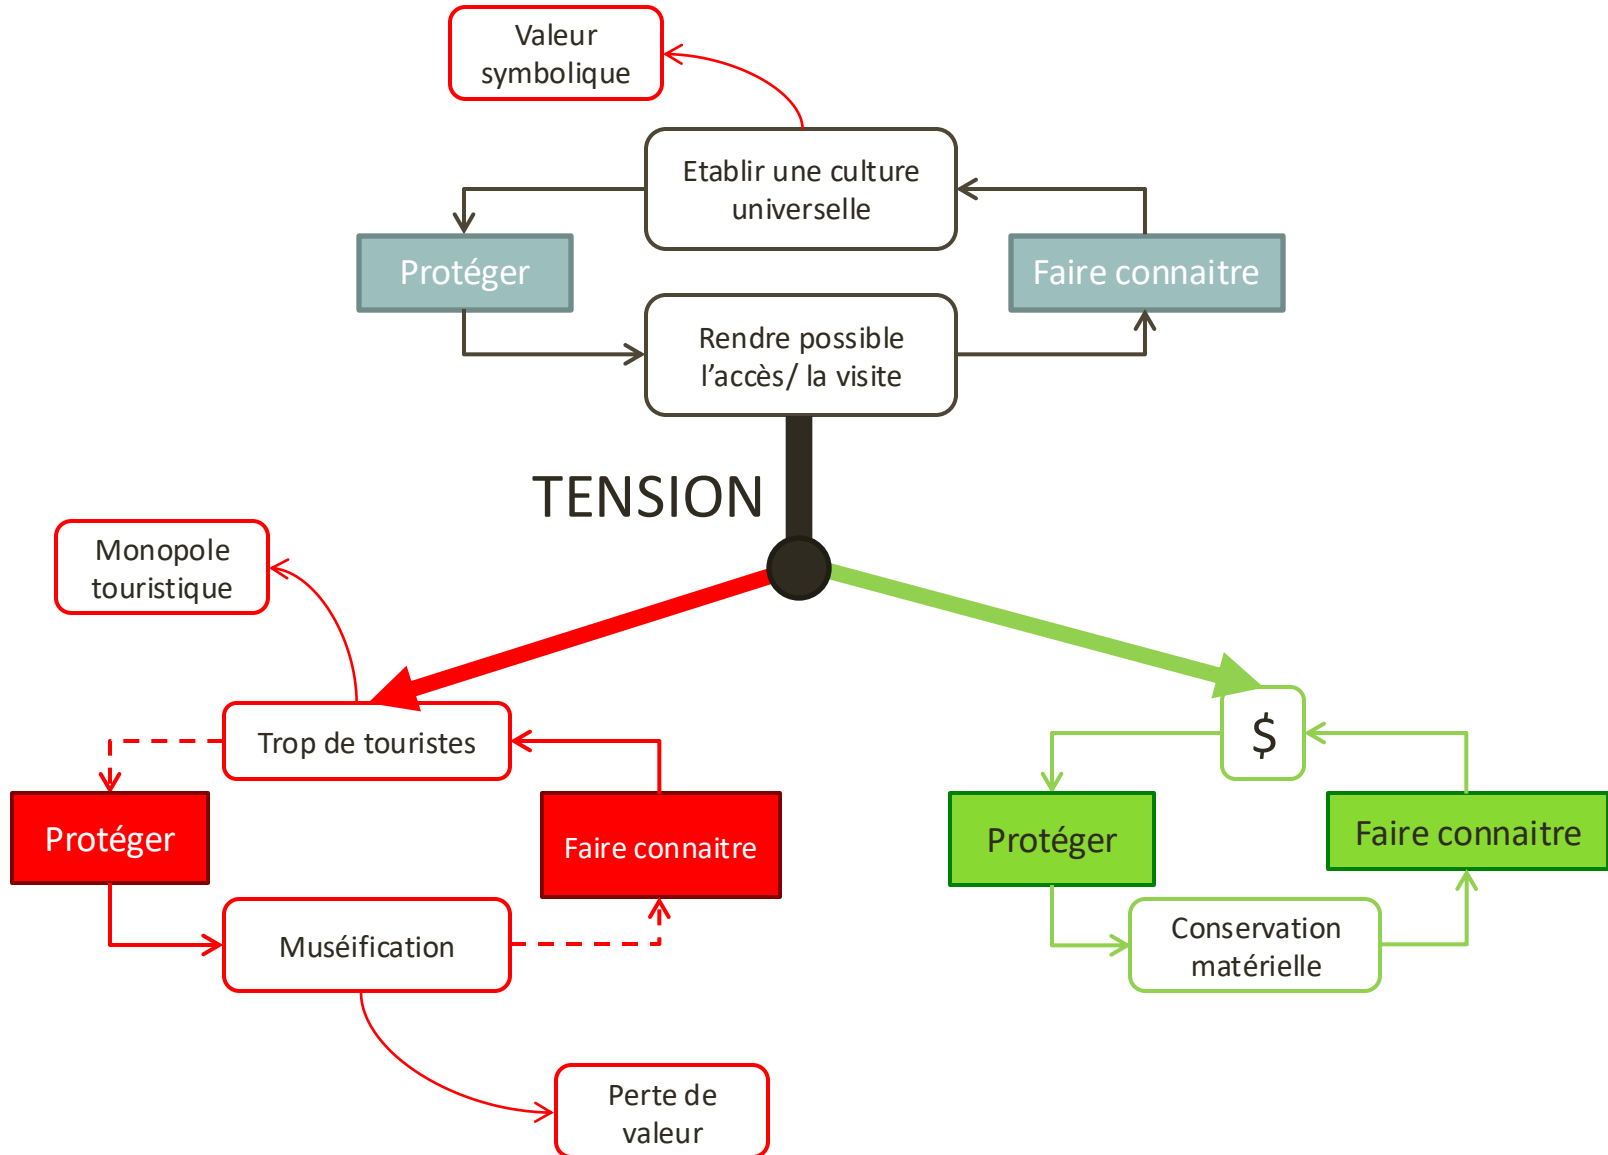 Valeur
symbolique
Etablir une culture
universelle
Protéger
Faire connaitre
Rendre possible
l’accès/ la visite
TENSION
Monopole
touristique
Trop de touristes
$
Protéger
Faire connaitre
Protéger
Faire connaitre
Muséification
Conservation
matérielle
Perte de
valeur